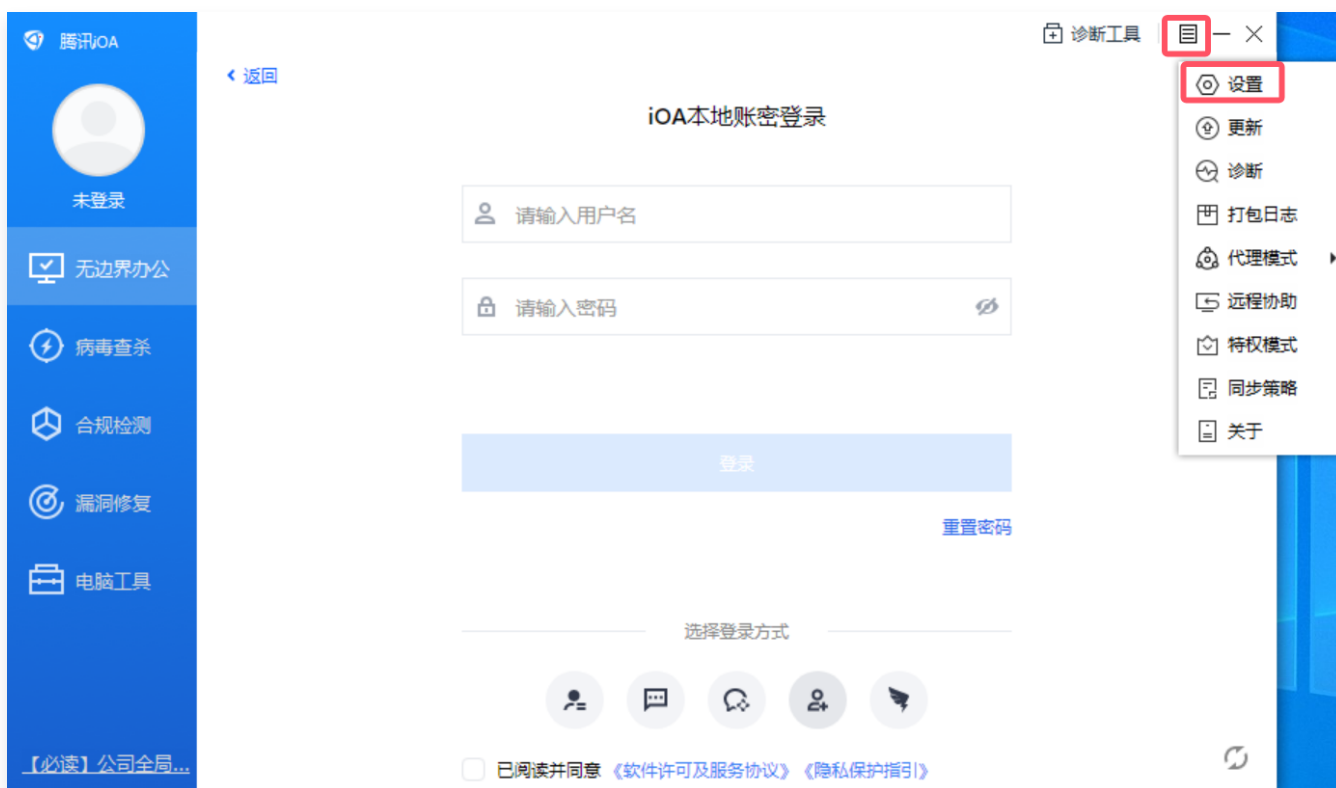 腾讯iOA
诊断工具
返回
设置
iOA本地账密登录
更新
诊断
未登录
打包日志
请输入用户名
代理模式
无边界办公
远程协助
请输入密码
病毒查杀
特权模式
同步策略
合规检测
关于
登录
漏洞修复
重置密码
电脑工具
选择登录方式
【必读】公司全局...
已阅读并同意 《软件许可及服务协议》 《隐私保护指引》